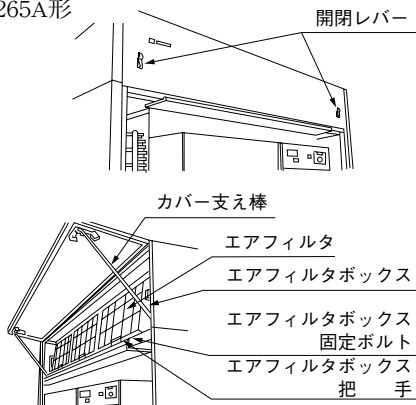 265A形
開閉レバー
カバー支え棒
エアフィルタ
エアフィルタボックス
エアフィルタボックス
固定ボルト
エアフィルタボックス
把　手